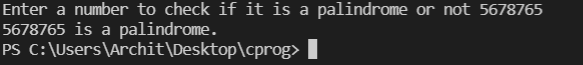 Enter a number to check if it is a palindrome or not 5678765
5678765 is a palindrome.
PS C:\Users\Archit\Desktop\cprog>